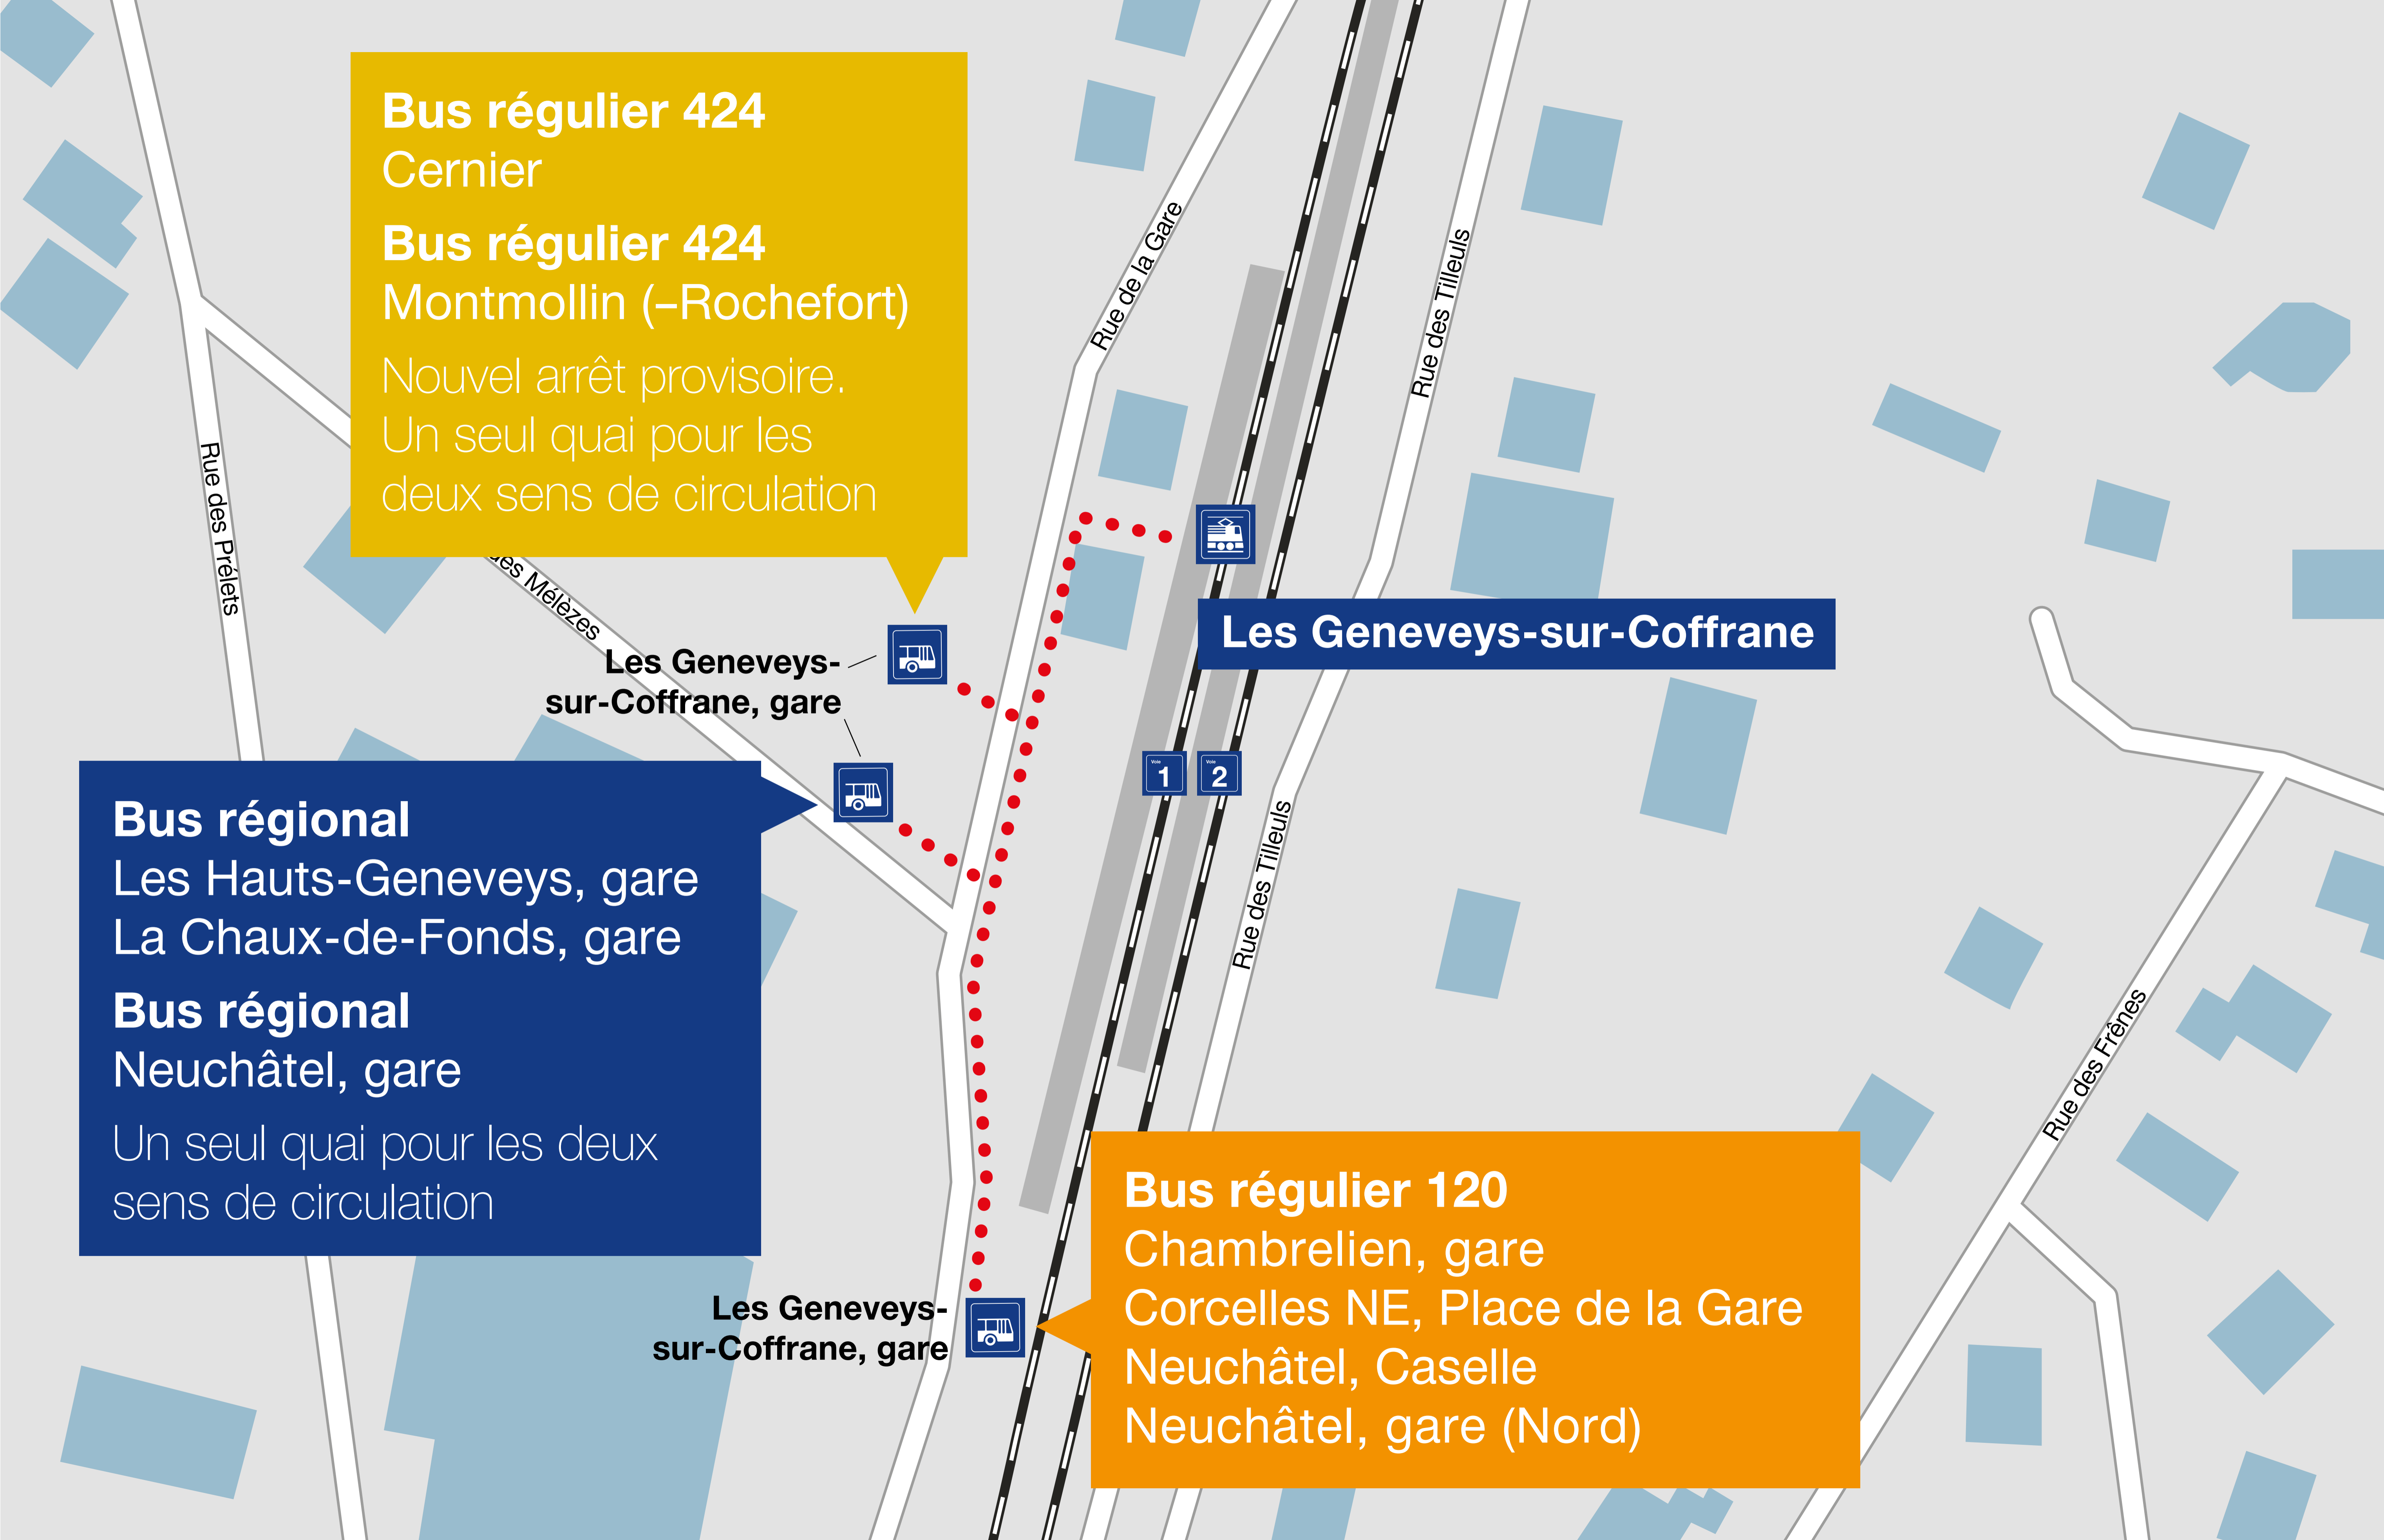 Bus régulier 424
Cernier
Bus régulier 424
Montmollin (–Rochefort)
Nouvel arrêt provisoire.
Un seul quai pour les
deux sens de circulation
Rue de la Gare
Rue des Tilleuls
Rue des Prélets
des Mélèzes
Les Geneveys-sur-Coffrane
Les Geneveys-
sur-Coffrane, gare
Voie
1
Voie
2
Rue des Tilleuls
Bus régional
Les Hauts-Geneveys, gare
La Chaux-de-Fonds, gare
Bus régional
Neuchâtel, gare
Un seul quai pour les deux
sens de circulation
Rue des Frênes
Les Geneveys-
sur-Coffrane, gare
Bus régulier 120
Chambrelien, gare
Corcelles NE, Place de la Gare
Neuchâtel, Caselle
Neuchâtel, gare (Nord)